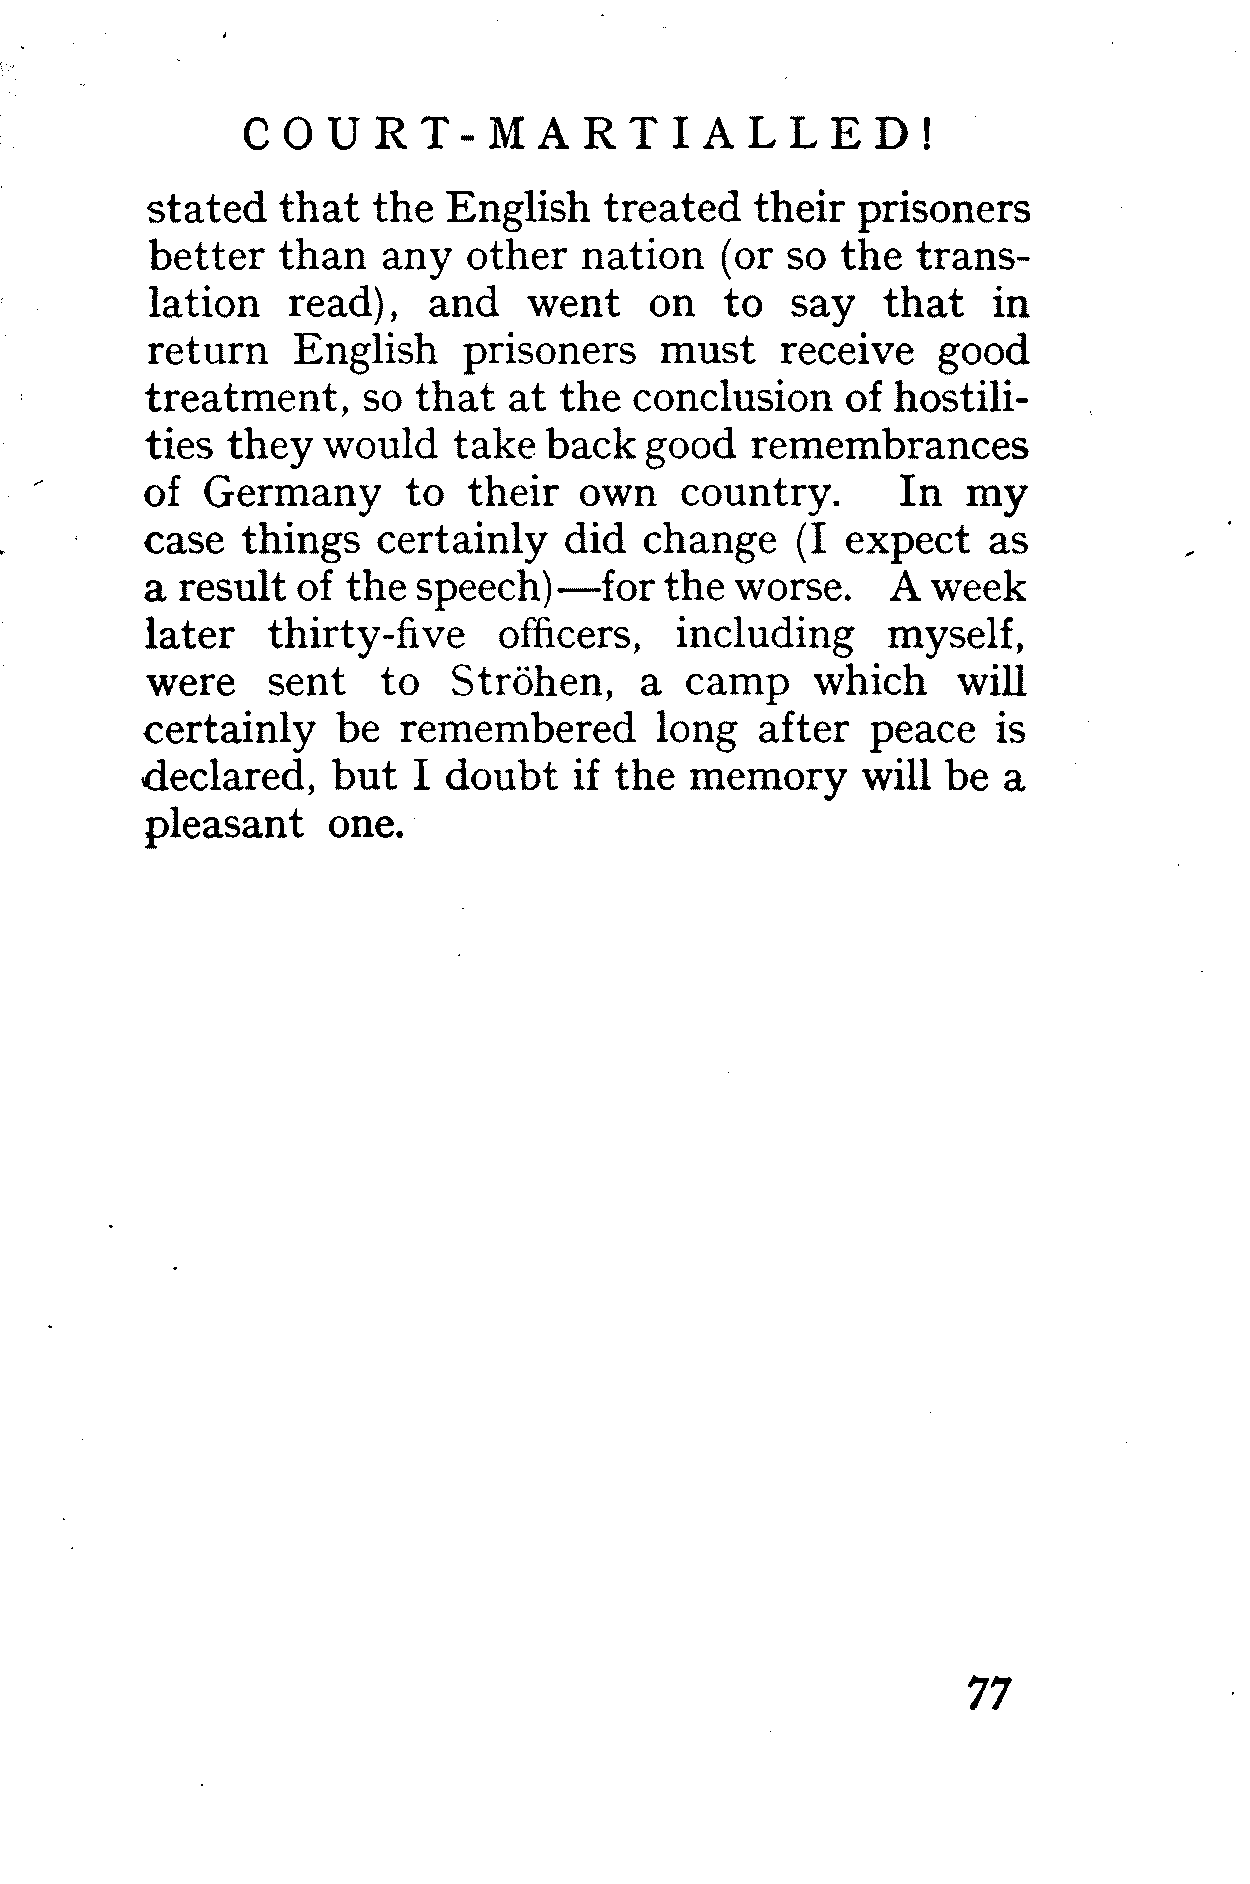 COURT-MARTIALLED!
stated that the English treated their prisoners
better than any other nation (or so the trans-
lation read), and went on to say that in
return English prisoners must receive good
treatment, so that at the conclusion of hostili-
ties they would take back good remembrances
of Germany to their own country. In my
case things certainly did change (I expect as
a result of the speech)—for the worse. A week
later thirty-five officers, including myself,
were sent to Ströhen, a camp which will
certainly be remembered long after peace is
declared, but I doubt if the memory will be a
pleasant one.
77